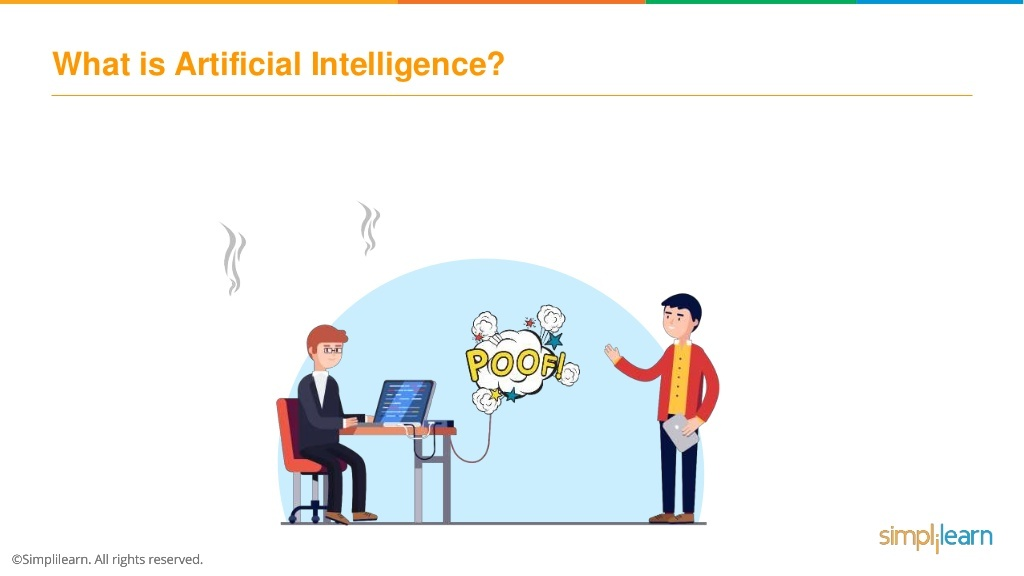 What is Artificial Intelligence?
POOF!
simplilearn
©Simplilearn. All rights reserved.